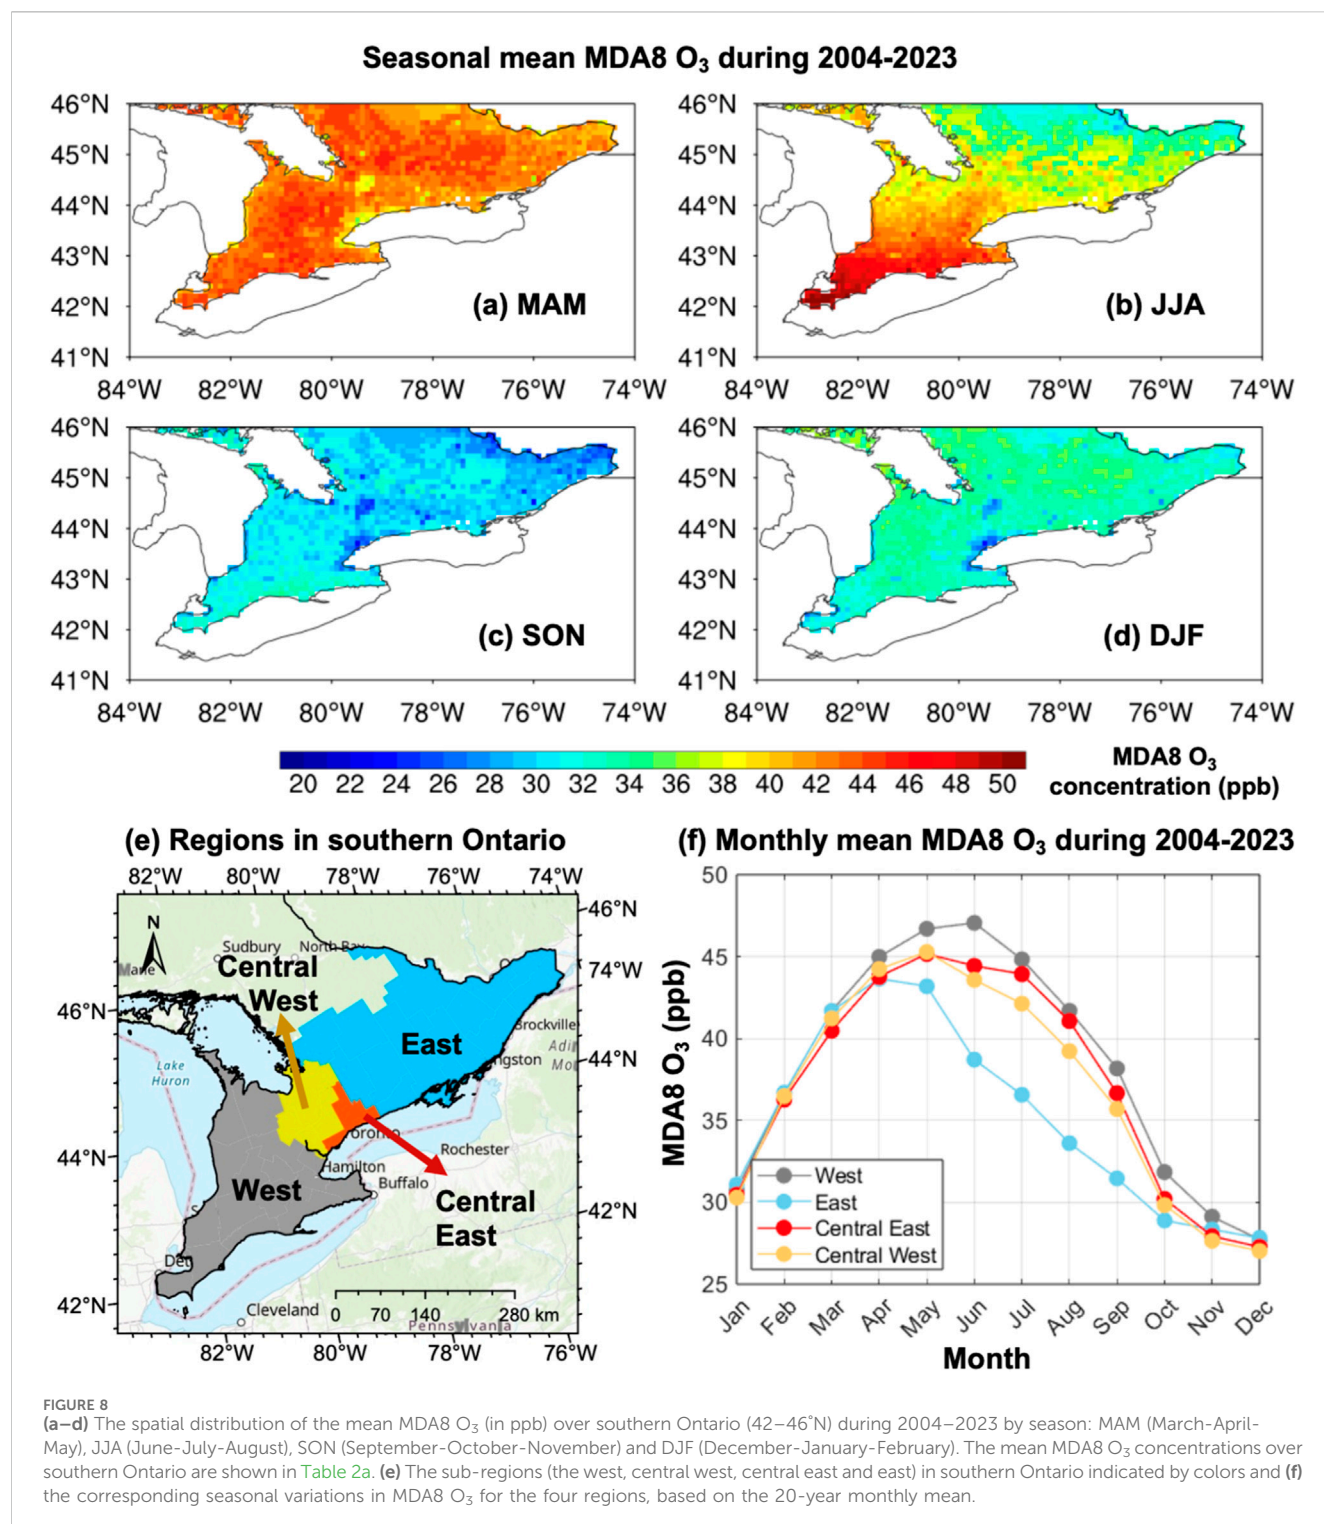 Seasonal mean MDA8 O₃ during 2004-2023
46°N
45°N
44°N
43°N
42°N
41°N
84°W 82°W 80°W 78°W 76°W 74°W
(a) MAM
46°N
45°N
44°N
43°N
42°N
41°N
84°W 82°W 80°W 78°W 76°W 74°W
(b) JJA
46°N
45°N
44°N
43°N
42°N
41°N
84°W 82°W 80°W 78°W 76°W 74°W
(c) SON
46°N
45°N
44°N
43°N
42°N
41°N
84°W 82°W 80°W 78°W 76°W 74°W
(d) DJF
20 22 24 26 28 30 32 34 36 38 40 42 44 46 48 50
MDA8 O₃
concentration (ppb)
(e) Regions in southern Ontario
82°W 80°W 78°W 76°W 74°W
46°N
74°W
44°N
42°N
46°N
44°N
42°N
82°W 80°W 78°W 76°W
N
Sudbury
North Bay
Central
West
East
Brockville
Lake
Huron
Rochester
Hamilton
Buffalo
West
Central
East
0 70 140 280 km
Cleveland
Pennsylvania
(f) Monthly mean MDA8 O₃ during 2004-2023
MDA8 O₃ (ppb)
50
45
40
35
30
25
West
East
Central East
Central West
Jan Feb Mar Apr May Jun Jul Aug Sep Oct Nov Dec
Month
FIGURE 8
(a–d) The spatial distribution of the mean MDA8 O₃ (in ppb) over southern Ontario (42–46°N) during 2004–2023 by season: MAM (March-April-
May), JJA (June-July-August), SON (September-October-November) and DJF (December-January-February). The mean MDA8 O₃ concentrations over
southern Ontario are shown in Table 2a. (e) The sub-regions (the west, central west, central east and east) in southern Ontario indicated by colors and (f)
the corresponding seasonal variations in MDA8 O₃ for the four regions, based on the 20-year monthly mean.